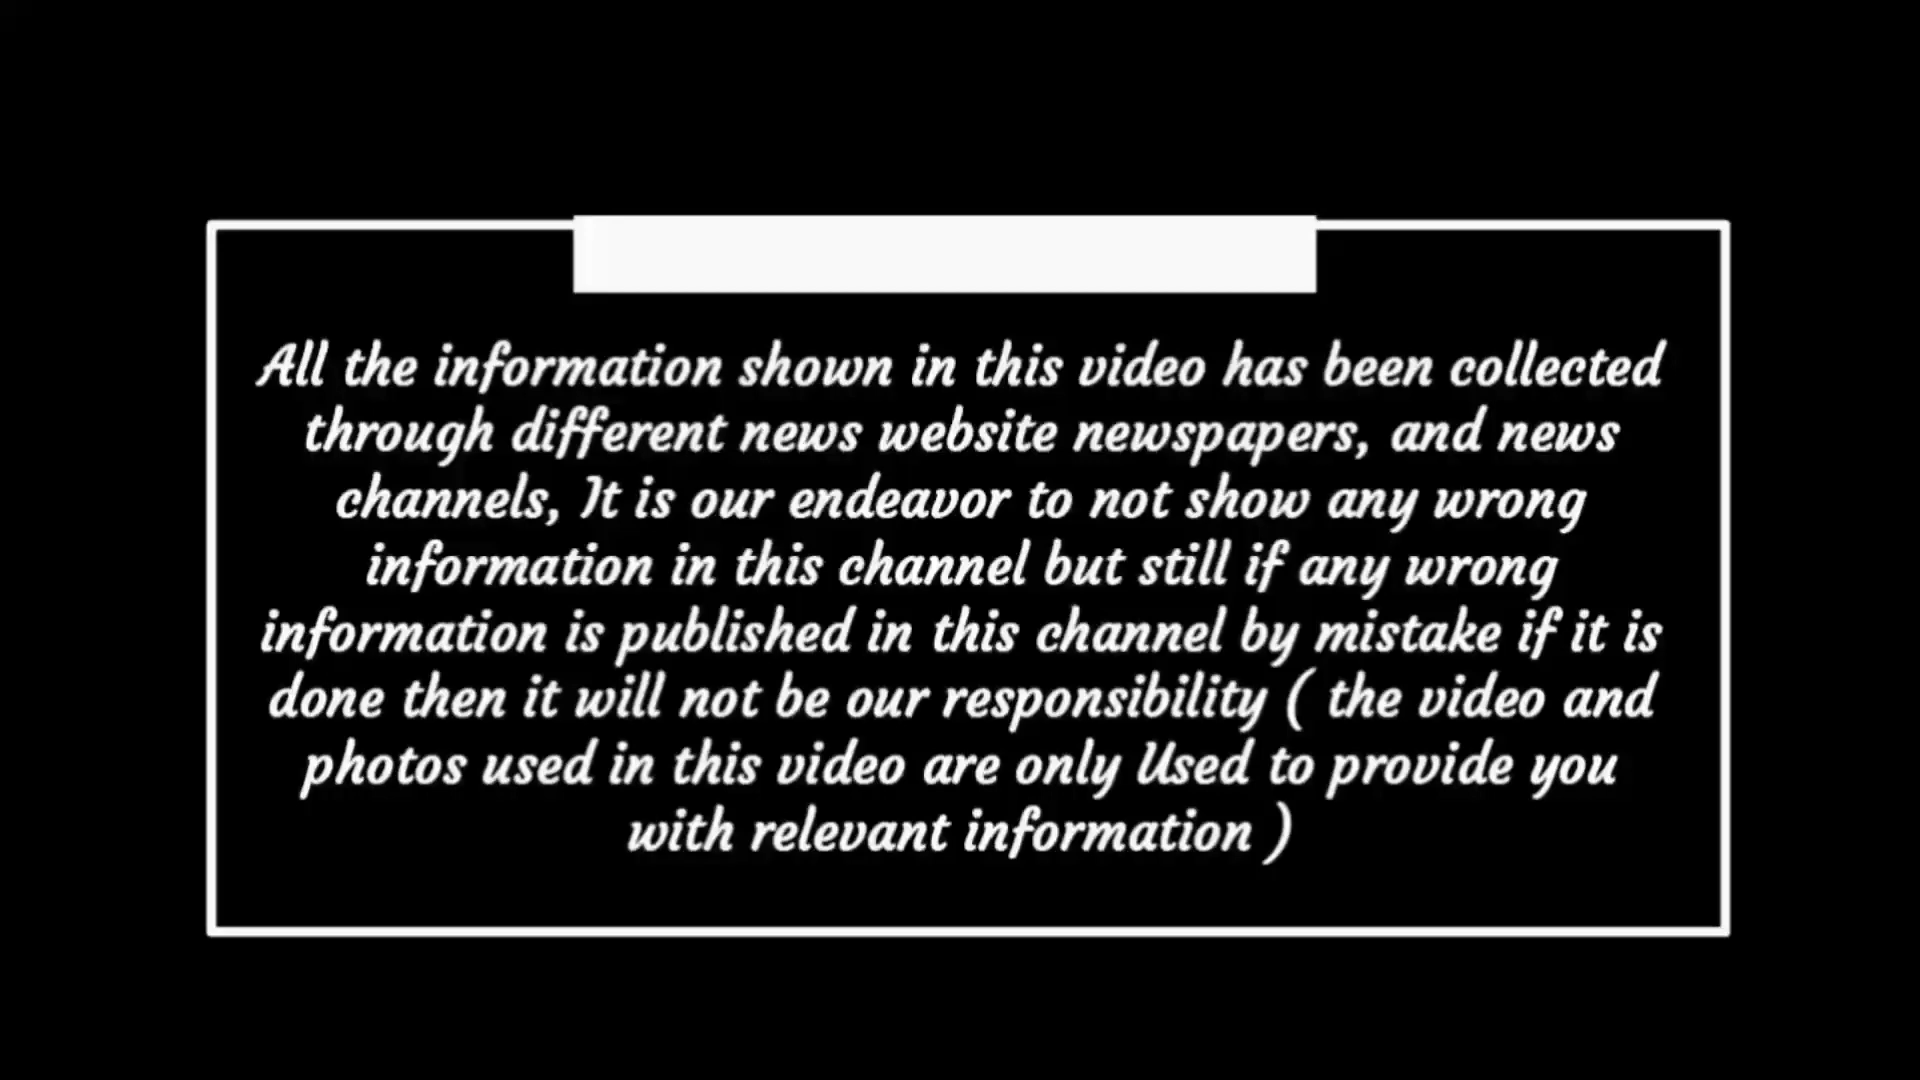 All the information shown in this video has been collected
through different news website newspapers, and news
channels, It is our endeavor to not show any wrong
information in this channel but still if any wrong
information is published in this channel by mistake if it is
done then it will not be our responsibility ( the video and
photos used in this video are only Used to provide you
with relevant information )